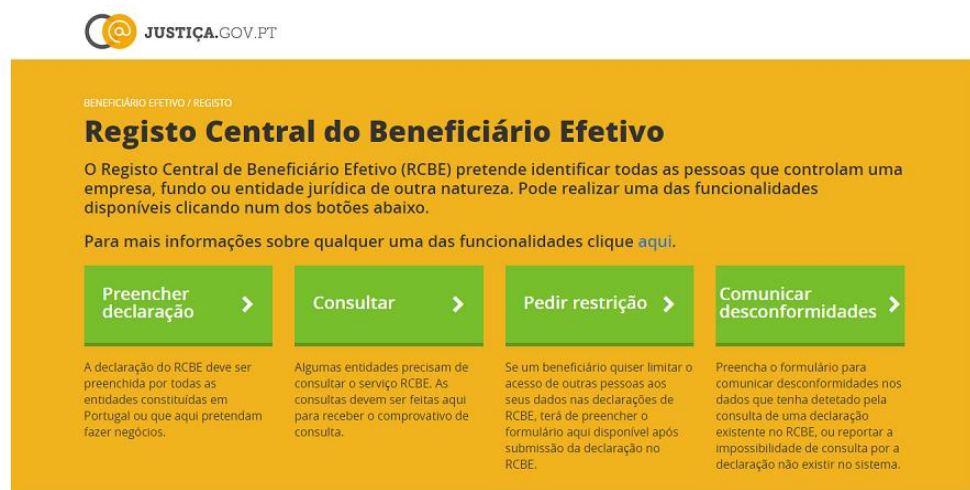 JUSTIÇA.GOV.PT
BENEFICIÁRIO EFETIVO / REGISTO
Registo Central do Beneficiário Efetivo
O Registo Central de Beneficiário Efetivo (RCBE) pretende identificar todas as pessoas que controlam uma
empresa, fundo ou entidade jurídica de outra natureza. Pode realizar uma das funcionalidades
disponíveis clicando num dos botões abaixo.
Para mais informações sobre qualquer uma das funcionalidades clique aqui.
Preencher
declaração
A declaração do RCBE deve ser
preenchida por todas as
entidades constituídas em
Portugal ou que aqui pretendam
fazer negócios.
Consultar
Algumas entidades precisam de
consultar o serviço RCBE. As
consultas devem ser feitas aqui
para receber o comprovativo de
consulta.
Pedir restrição
Se um beneficiário quiser limitar o
acesso de outras pessoas aos
seus dados nas declarações de
RCBE, terá de preencher o
formulário aqui disponível após
submissão da declaração no
RCBE.
Comunicar
desconformidades
Preencha o formulário para
comunicar desconformidades nos
dados que tenha detetado pela
consulta de uma declaração
existente no RCBE, ou reportar a
impossibilidade de consulta por a
declaração não existir no sistema.